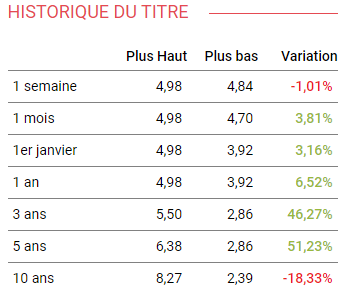 HISTORIQUE DU TITRE
Plus Haut Plus bas Variation
1 semaine 4,98 4,84 -1,01%
1 mois 4,98 4,70 3,81%
1er janvier 4,98 3,92 3,16%
1 an 4,98 3,92 6,52%
3 ans 5,50 2,86 46,27%
5 ans 6,38 2,86 51,23%
10 ans 8,27 2,39 -18,33%